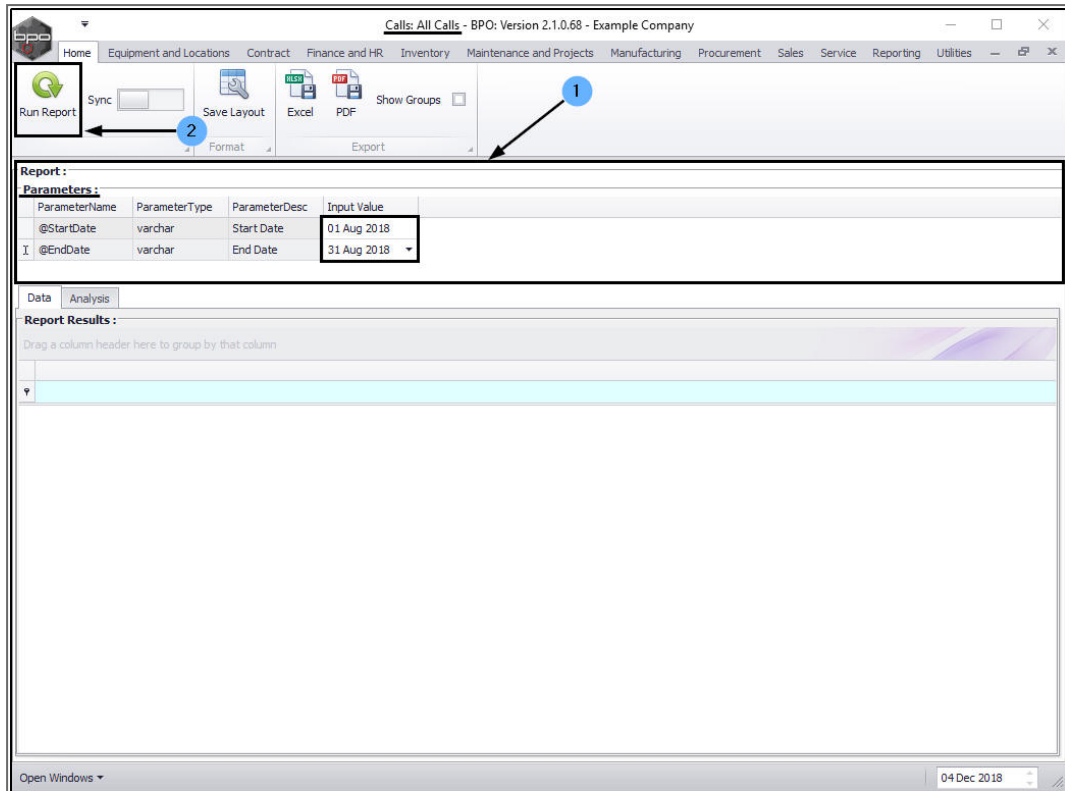 bpo
Calls: All Calls - BPO: Version 2.1.0.68 - Example Company
Home Equipment and Locations Contract Finance and HR Inventory Maintenance and Projects Manufacturing Procurement Sales Service Reporting Utilities
Run Report Sync Save Layout XLSX Excel PDF PDF Show Groups
1
2
Format Export
Report :
Parameters :
ParameterName ParameterType ParameterDesc Input Value
@StartDate varchar Start Date 01 Aug 2018
@EndDate varchar End Date 31 Aug 2018
Data Analysis
Report Results :
Drag a column header here to group by that column
Open Windows 04 Dec 2018